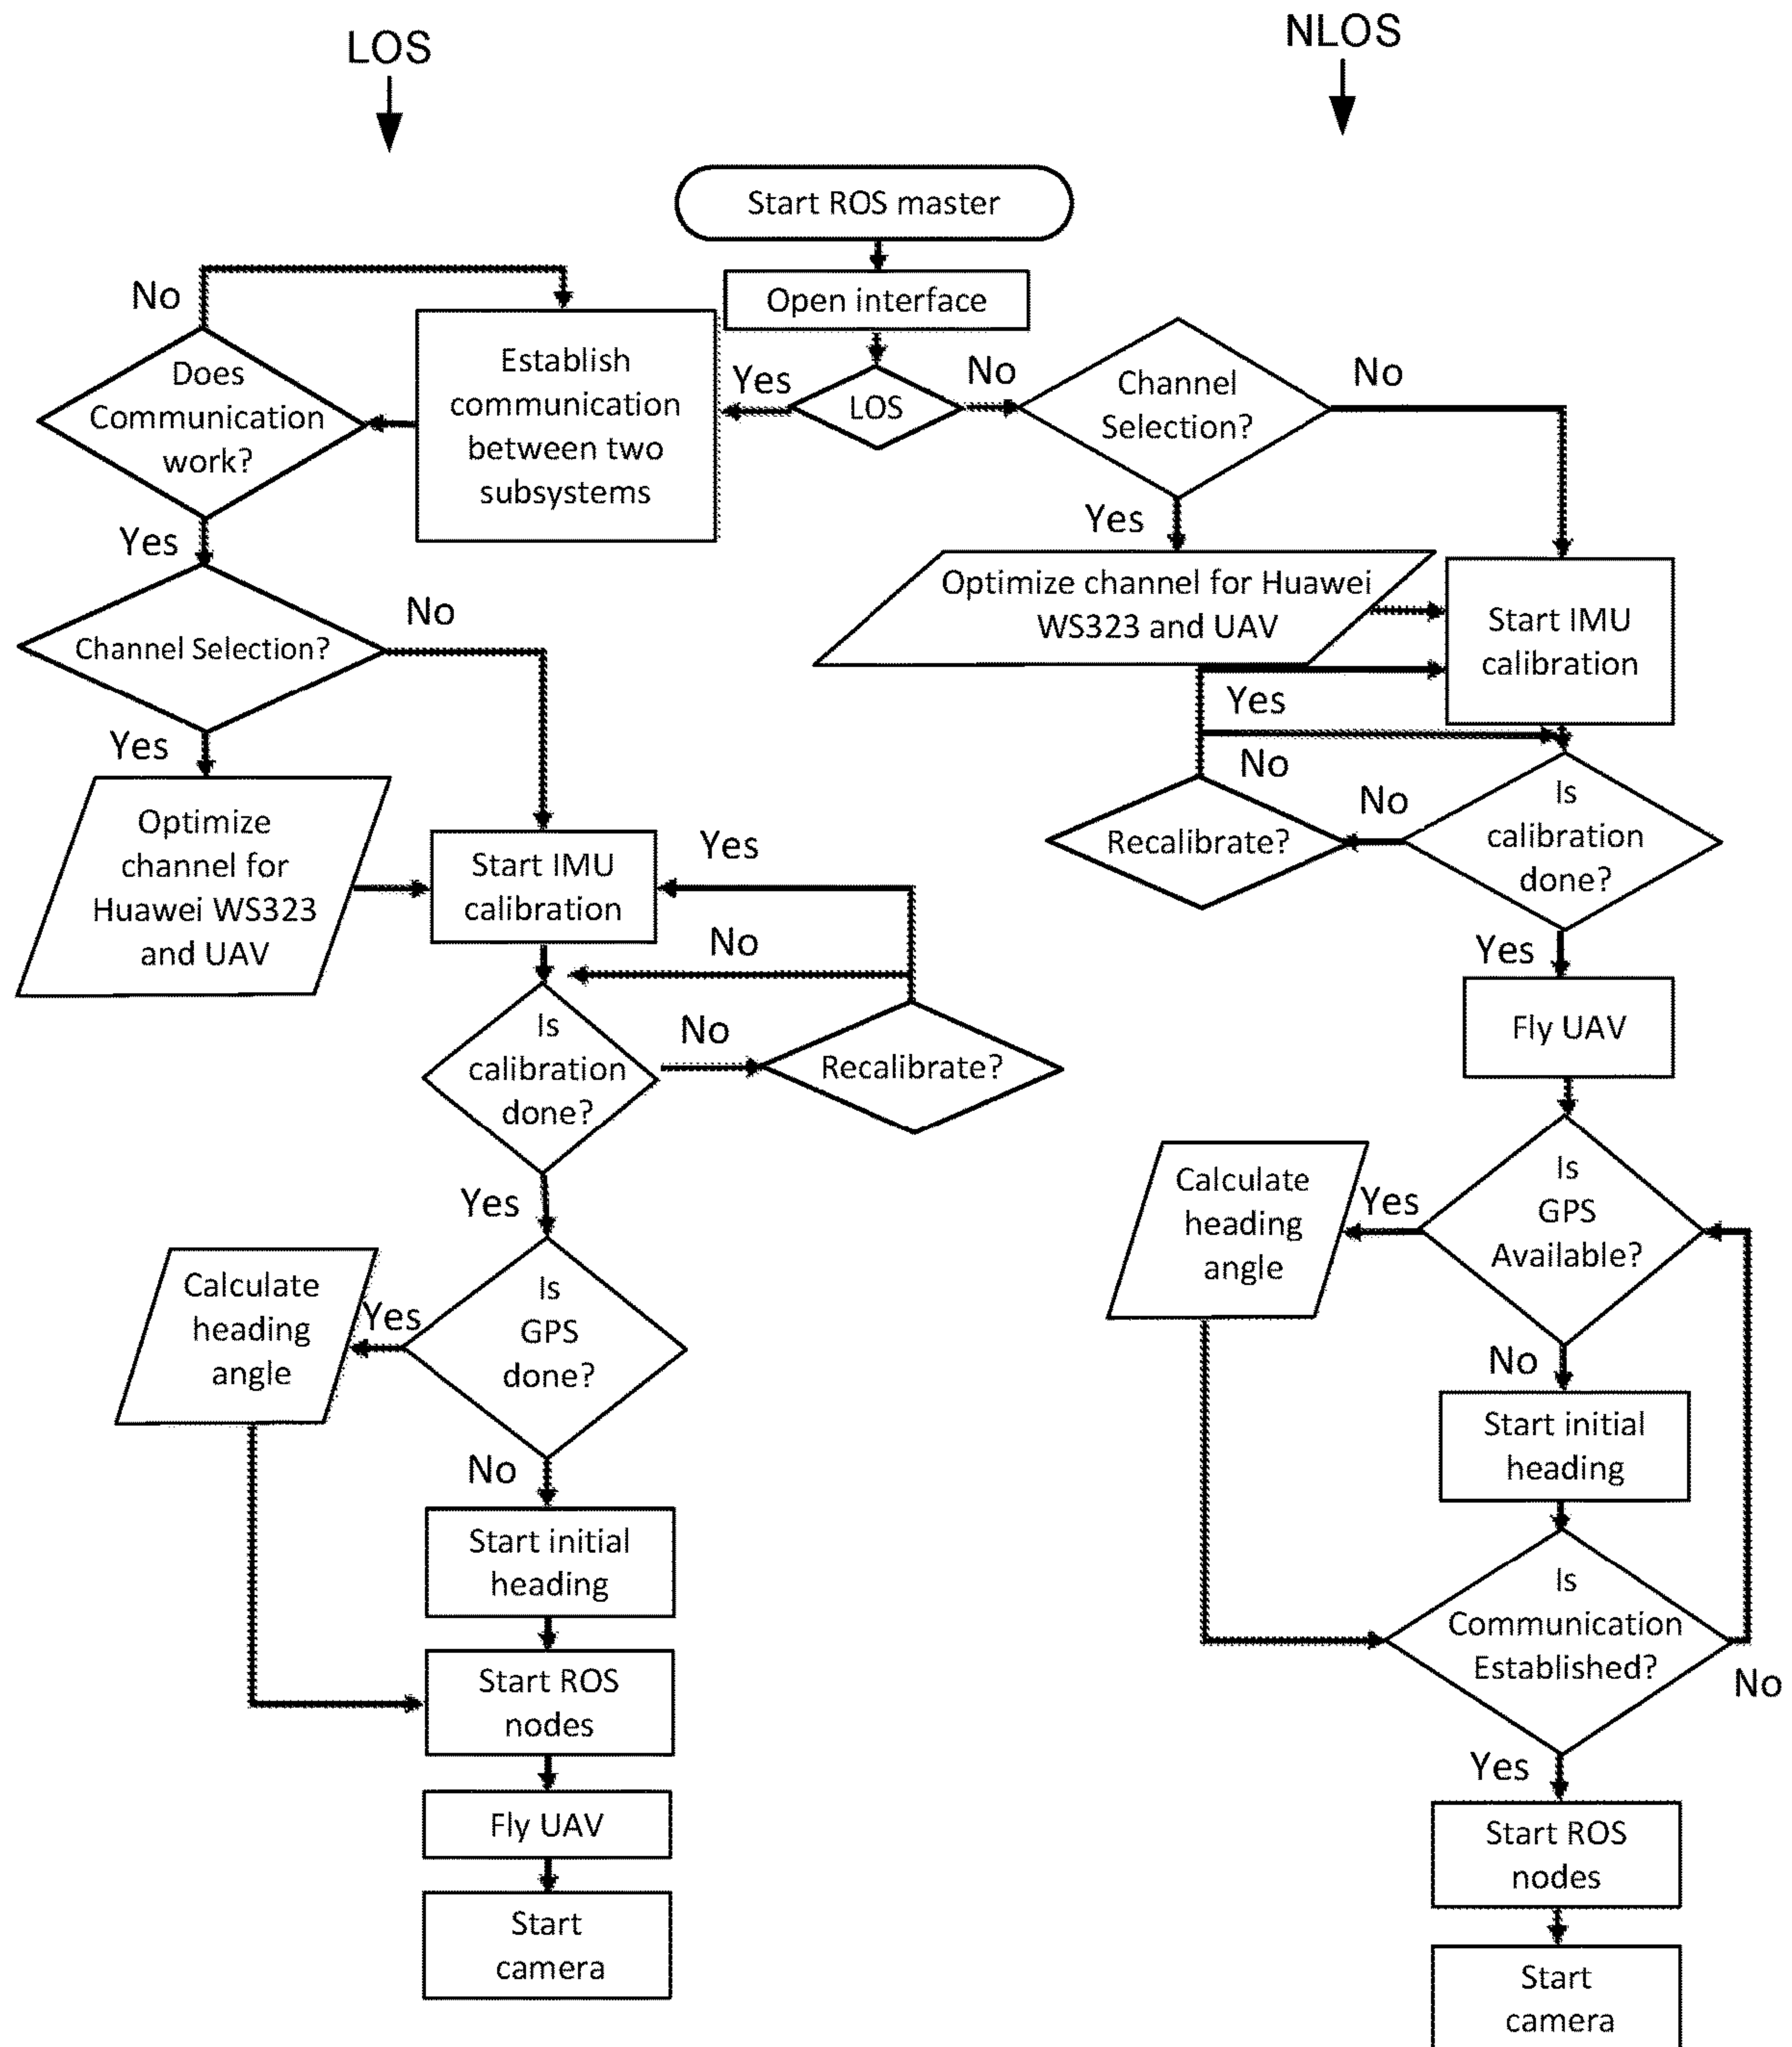 LOS
NLOS
Start ROS master
Open interface
LOS
Yes
No
Establish
communication
between two
subsystems
No
Does
Communication
work?
Yes
Channel Selection?
No
Yes
Optimize
channel for
Huawei WS323
and UAV
Start IMU
calibration
Yes
No
Is
calibration
done?
No
Recalibrate?
Yes
Is
GPS
done?
Yes
Calculate
heading
angle
No
Start initial
heading
Start ROS
nodes
Fly UAV
Start
camera
Channel
Selection?
No
Yes
Optimize channel for Huawei
WS323 and UAV
Start IMU
calibration
Yes
No
Recalibrate?
No
Is
calibration
done?
Yes
Fly UAV
Is
GPS
Available?
Yes
Calculate
heading
angle
No
Start initial
heading
Is
Communication
Established?
No
Yes
Start ROS
nodes
Start
camera